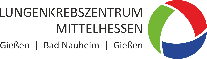 LUNGENKREBSZENTRUM
MITTELHESSEN
Gießen | Bad Nauheim | Gießen